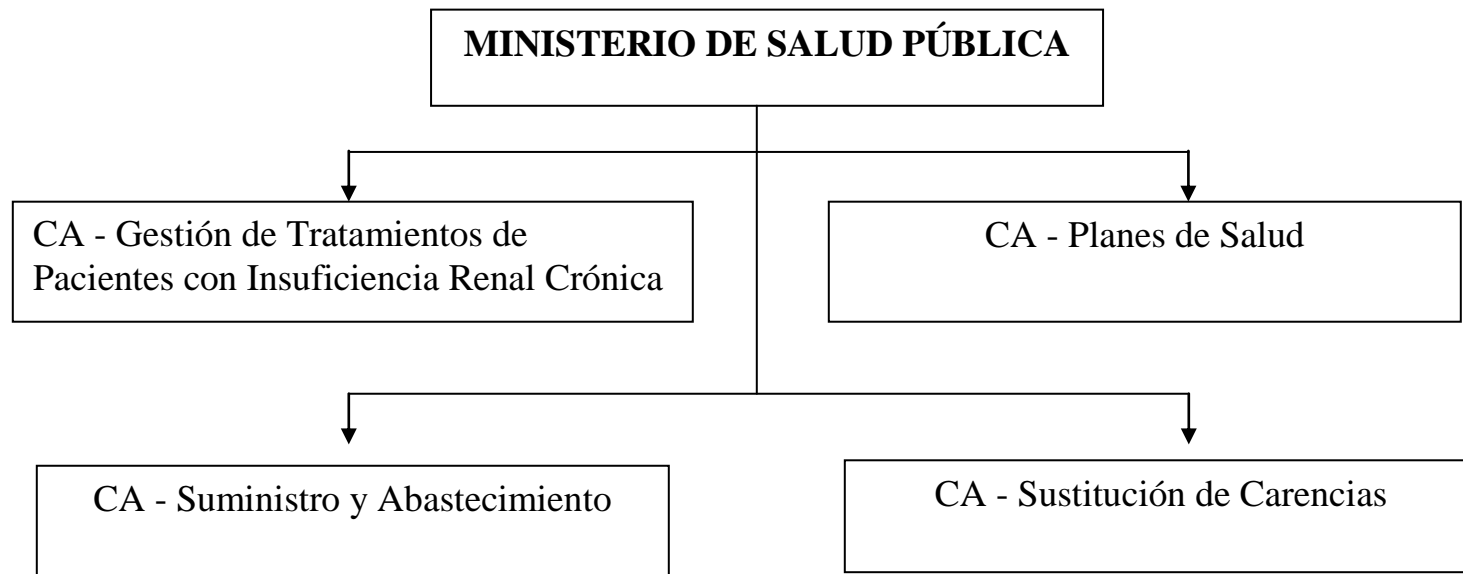 MINISTERIO DE SALUD PÚBLICA
CA - Gestión de Tratamientos de
Pacientes con Insuficiencia Renal Crónica
CA - Planes de Salud
CA - Suministro y Abastecimiento
CA - Sustitución de Carencias